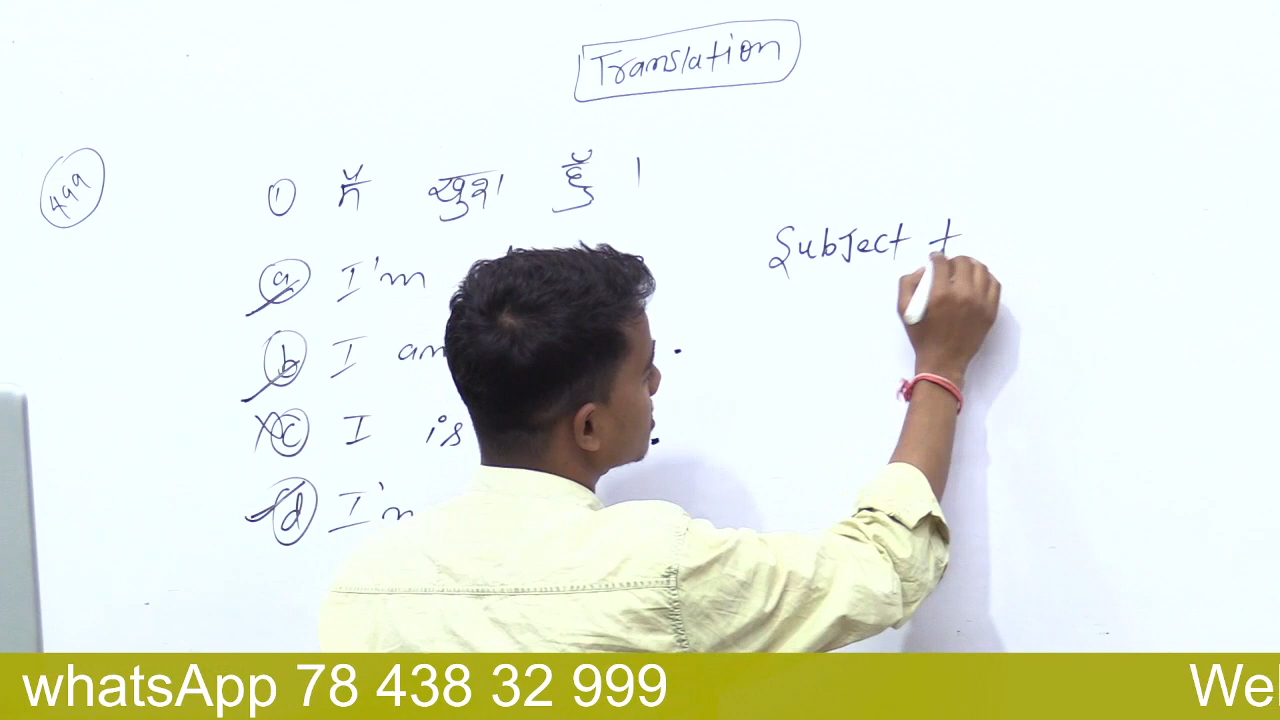 Translation
499
① मैं खुश हूँ।
Subject +
ⓐ I'm
ⓑ I am .
ⓒ I is .
ⓓ I'm
whatsApp 78 438 32 999
Wel